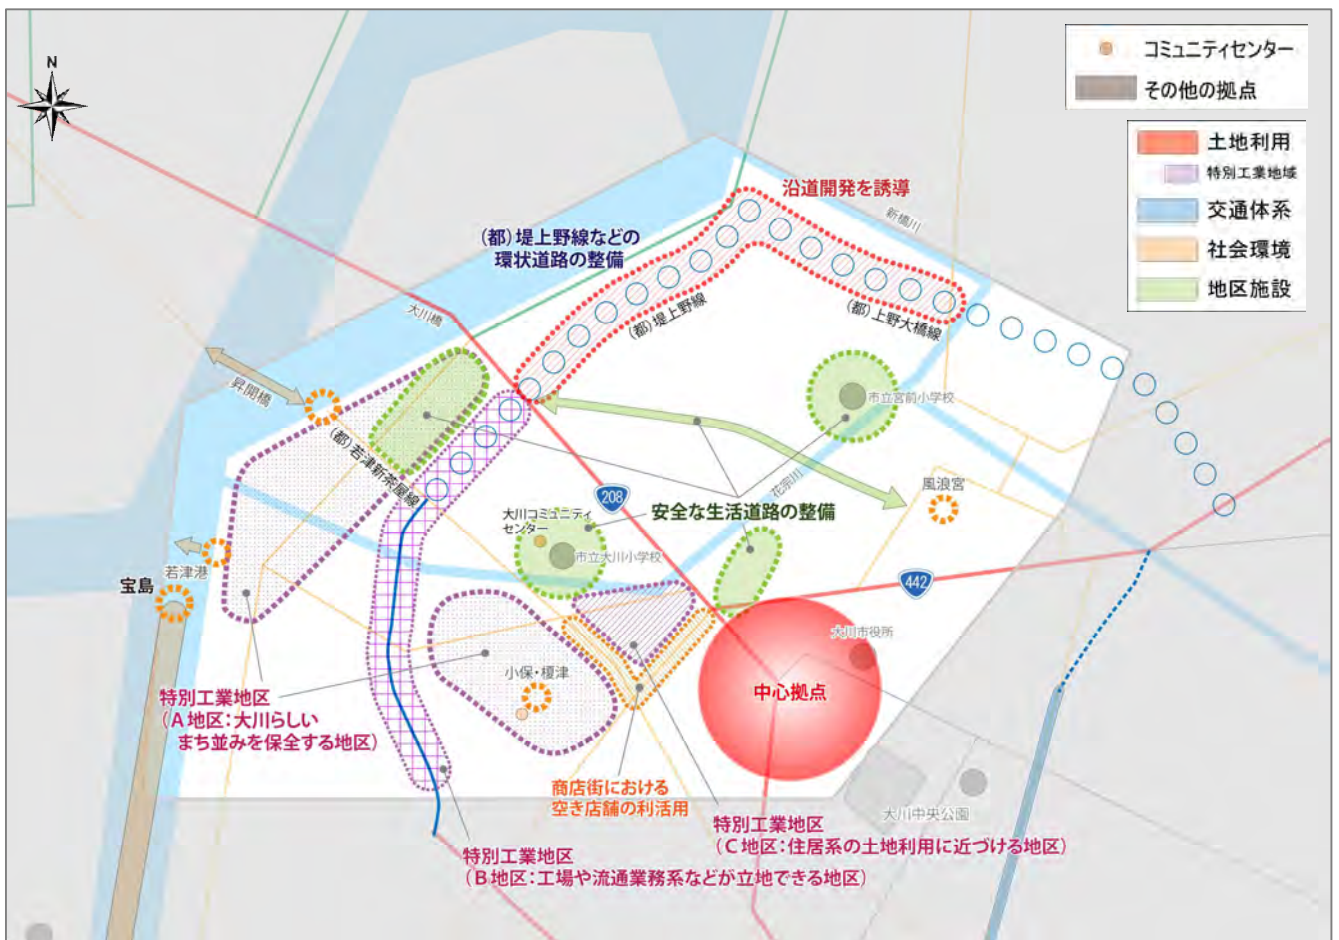 N
コミュニティセンター
その他の拠点
土地利用
特別工業地域
交通体系
社会環境
地区施設
沿道開発を誘導
新橋川
(都)堤上野線などの
環状道路の整備
大川橋
(都)堤上野線
(都)上野大橋線
昇開橋
市立宮前小学校
(都)若津新茶屋線
花宗川
風浪宮
208
安全な生活道路の整備
大川コミュニティ
センター
市立大川小学校
若津港
宝島
442
大川市役所
小保・榎津
中心拠点
特別工業地区
(A地区：大川らしい
まち並みを保全する地区)
商店街における
空き店舗の利活用
大川中央公園
特別工業地区
(C地区：住居系の土地利用に近づける地区)
特別工業地区
(B地区：工場や流通業務系などが立地できる地区)